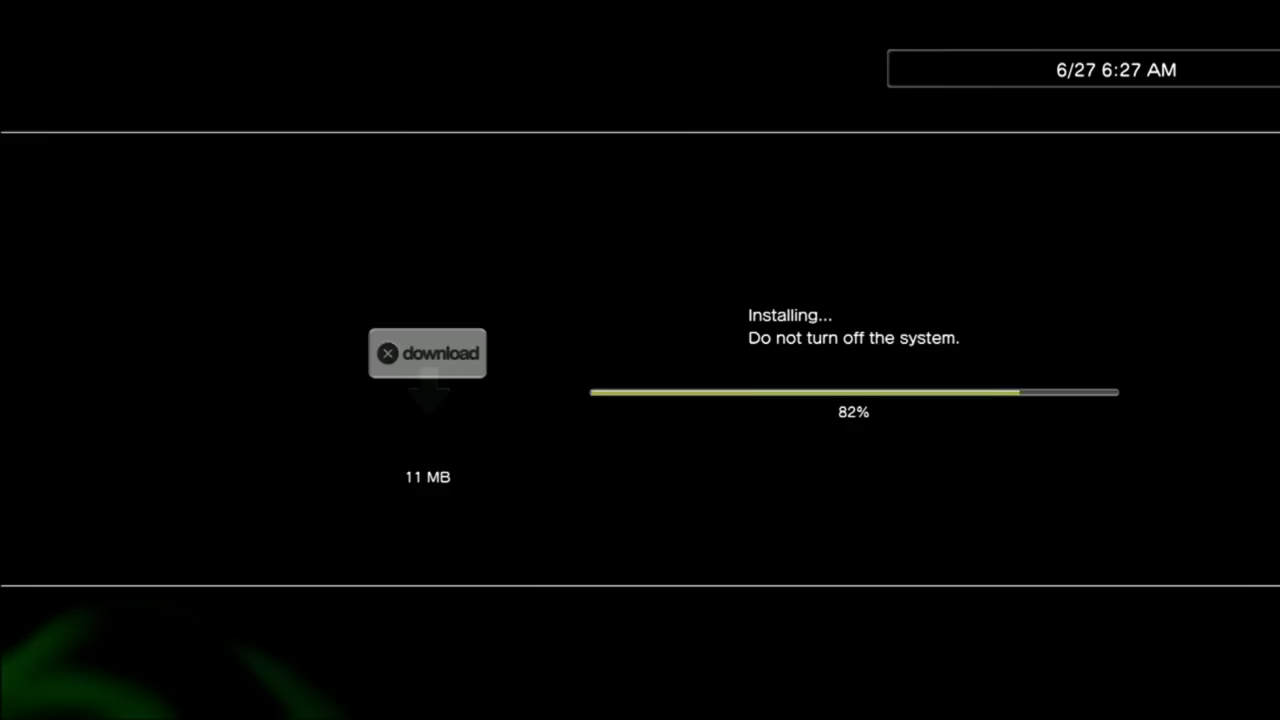 6/27 6:27 AM
Installing...
Do not turn off the system.
download
82%
11 MB